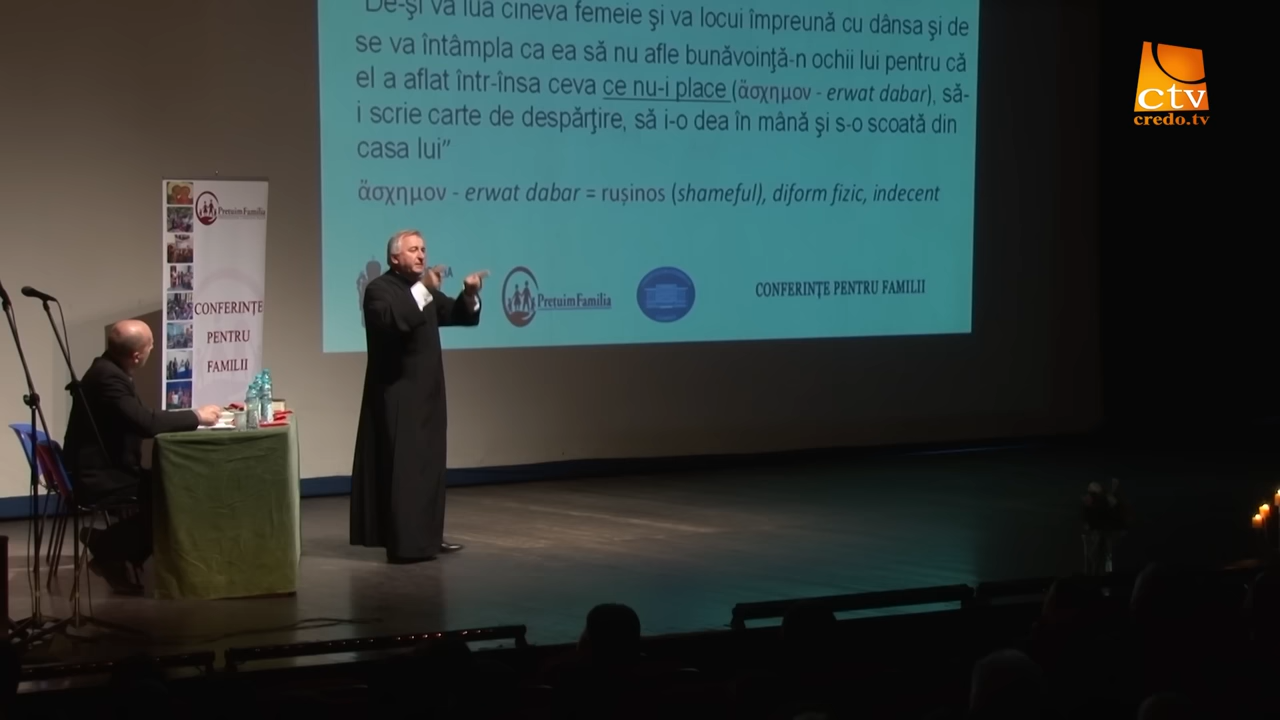 De-şi va lua cineva femeie şi va locui împreună cu dânsa şi de
se va întâmpla ca ea să nu afle bunăvoinţă-n ochii lui pentru că
el a aflat într-însa ceva ce nu-i place (ἄσχημον - erwat dabar), să-
i scrie carte de despărţire, să i-o dea în mână şi s-o scoată din
casa lui”
ἄσχημον - erwat dabar = ruşinos (shameful), diform fizic, indecent
PretuimFamilia
CONFERINŢE PENTRU FAMILII
PretuimFamilia
CONFERINŢE
PENTRU
FAMILII
ctv
credo.tv